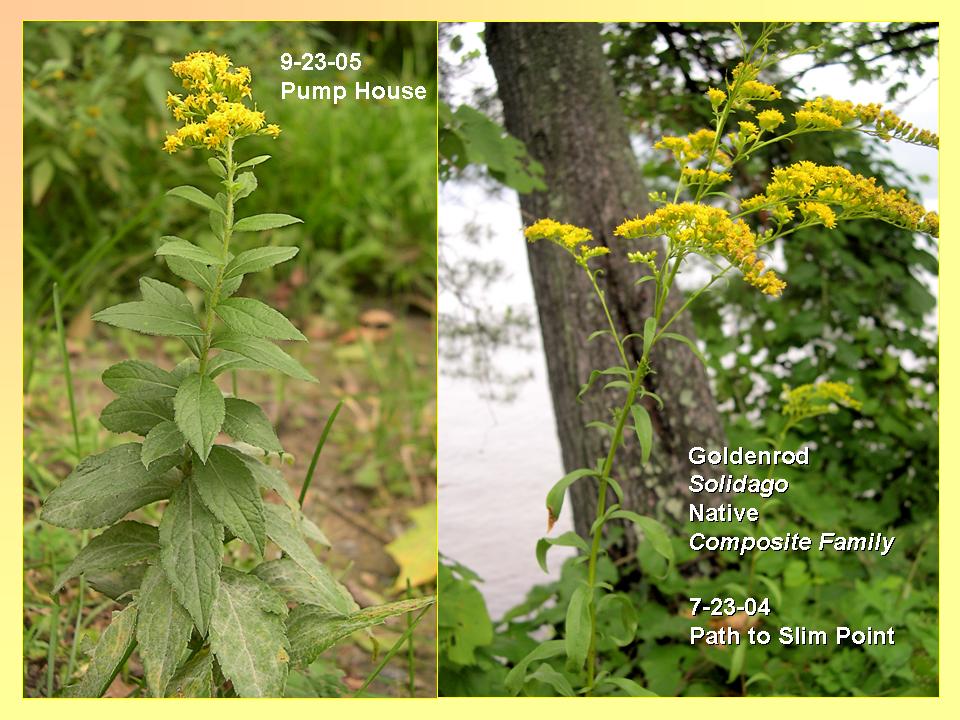 9-23-05
Pump House
Goldenrod
Solidago
Native
Composite Family
7-23-04
Path to Slim Point